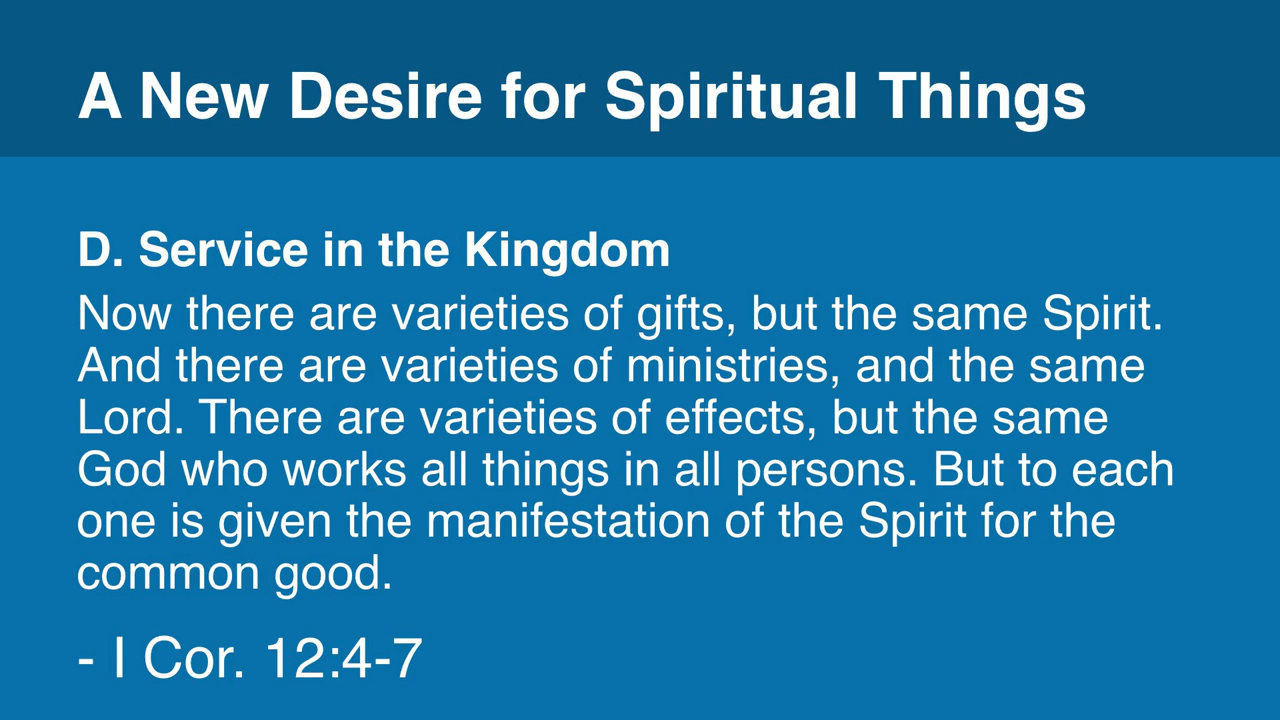 A New Desire for Spiritual Things
D. Service in the Kingdom
Now there are varieties of gifts, but the same Spirit.
And there are varieties of ministries, and the same
Lord. There are varieties of effects, but the same
God who works all things in all persons. But to each
one is given the manifestation of the Spirit for the
common good.
- I Cor. 12:4-7